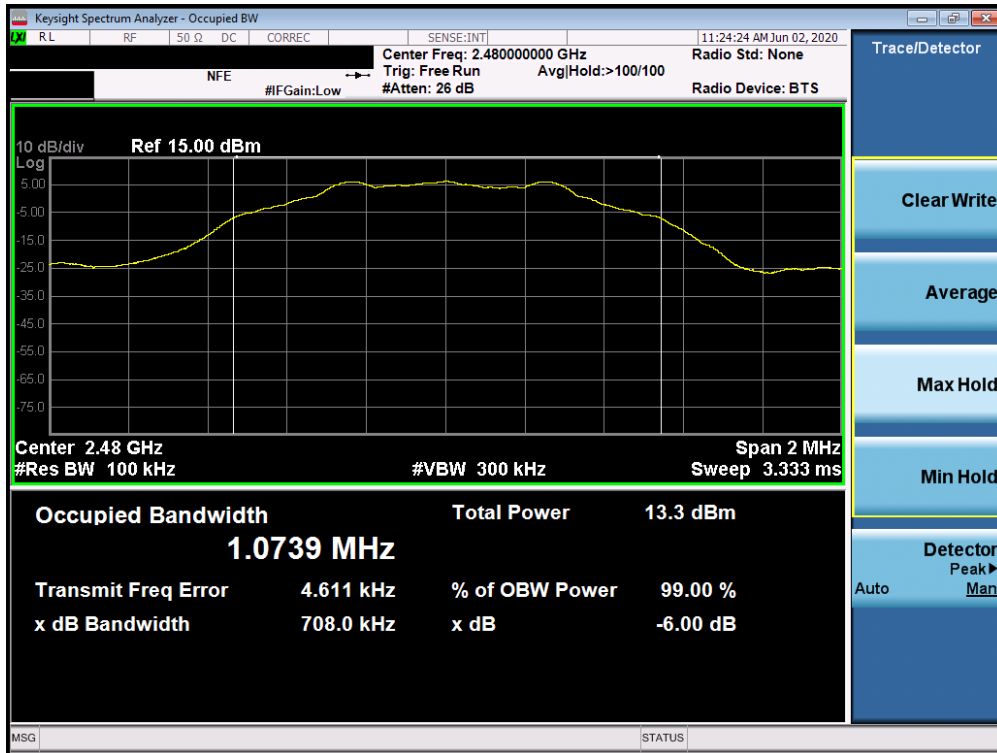 Keysight Spectrum Analyzer - Occupied BW
LXI RL RF 50 Ω DC CORREC SENSE:INT 11:24:24 AM Jun 02, 2020
Center Freq: 2.480000000 GHz Radio Std: None
NFE Trig: Free Run Avg|Hold:>100/100
#IFGain:Low #Atten: 26 dB Radio Device: BTS
10 dB/div Ref 15.00 dBm
Log
5.00
-5.00
-15.0
-25.0
-35.0
-45.0
-55.0
-65.0
-75.0
Center 2.48 GHz Span 2 MHz
#Res BW 100 kHz #VBW 300 kHz Sweep 3.333 ms
Occupied Bandwidth Total Power 13.3 dBm
1.0739 MHz
Transmit Freq Error 4.611 kHz % of OBW Power 99.00 %
x dB Bandwidth 708.0 kHz x dB -6.00 dB
MSG STATUS
Trace/Detector
Clear Write
Average
Max Hold
Min Hold
Detector
Peak▶
Auto Man